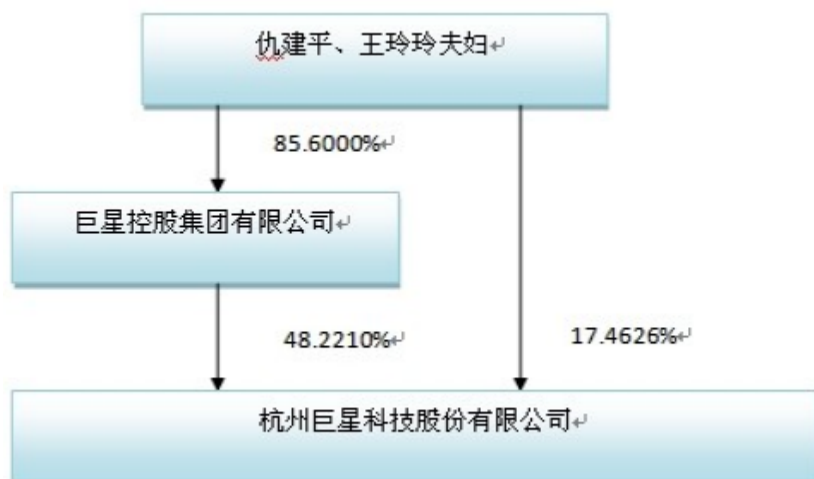 仇建平、王玲玲夫妇↵
85.6000%↵
巨星控股集团有限公司↵
48.2210%↵
17.4626%↵
杭州巨星科技股份有限公司↵